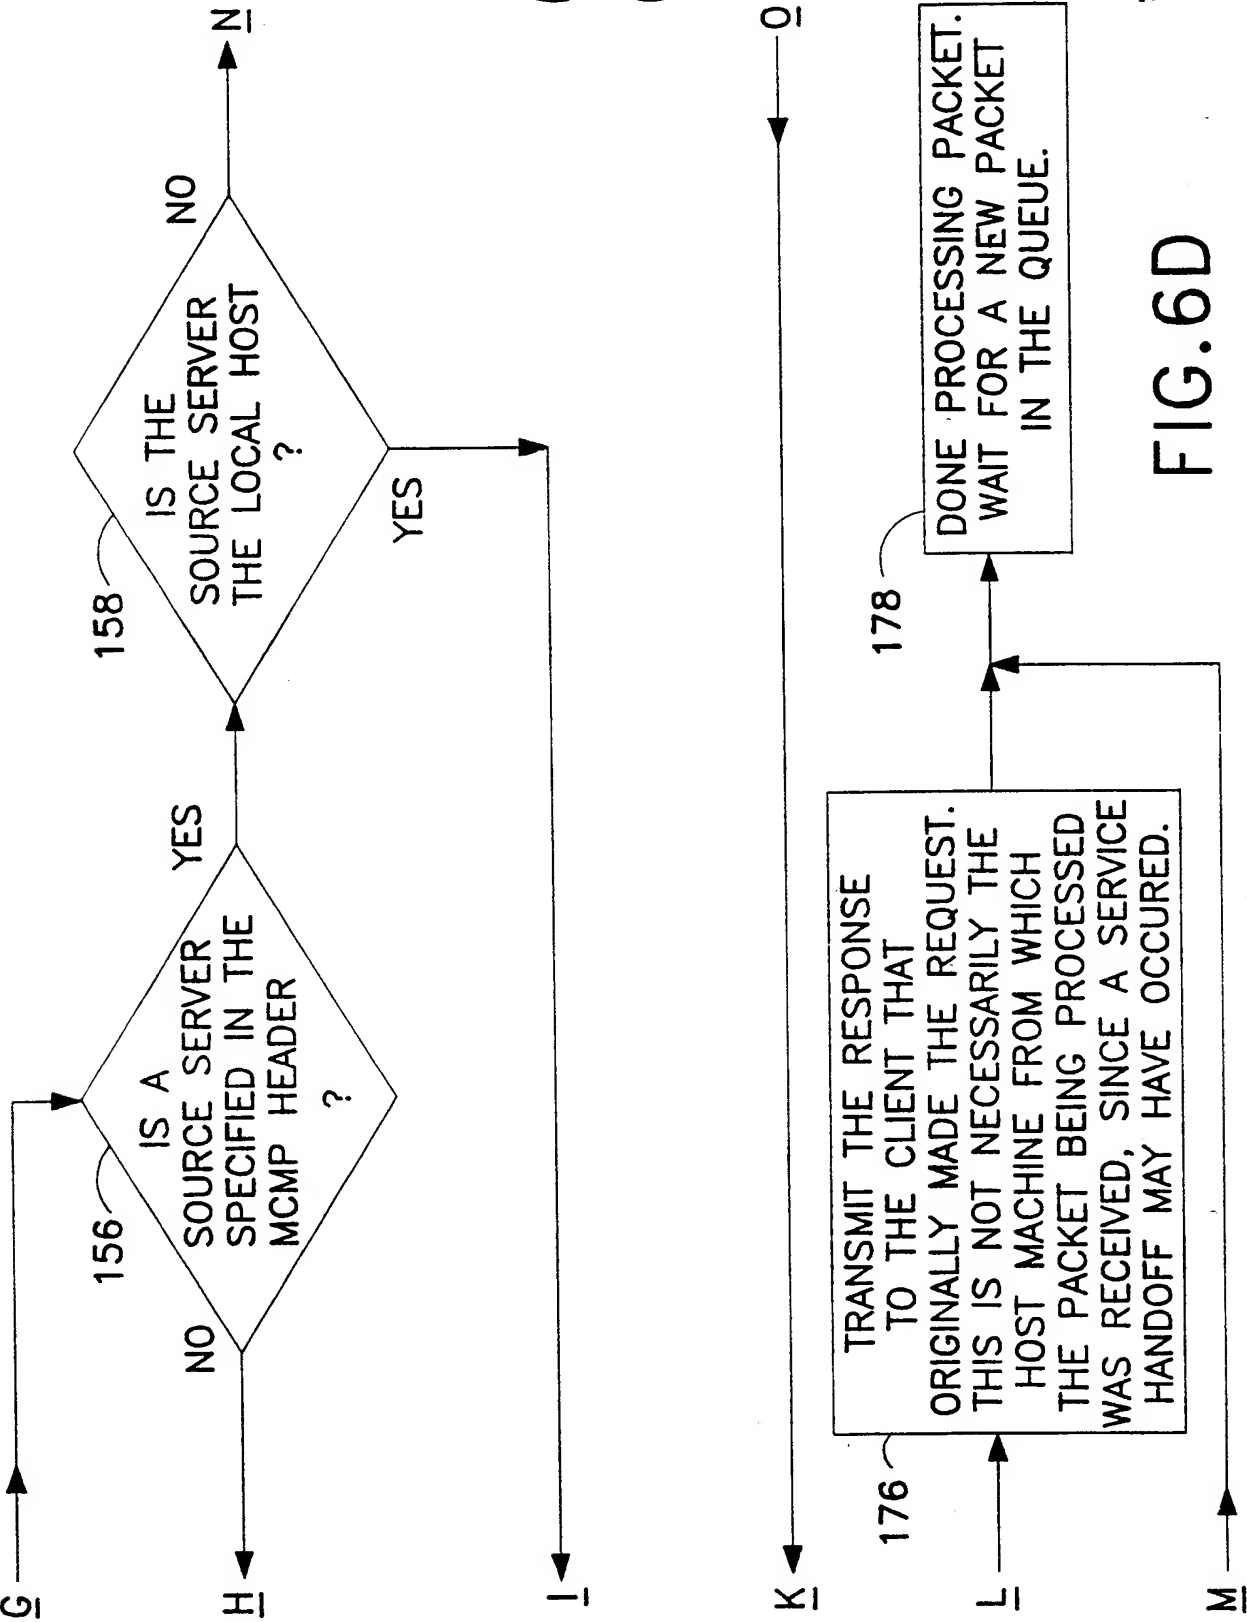 G
156
IS A
SOURCE SERVER
SPECIFIED IN THE
MCMP HEADER
?
NO
H
YES
158
IS THE
SOURCE SERVER
THE LOCAL HOST
?
NO
N
YES
I
K
O
L
176
TRANSMIT THE RESPONSE
TO THE CLIENT THAT
ORIGINALLY MADE THE REQUEST.
THIS IS NOT NECESSARILY THE
HOST MACHINE FROM WHICH
THE PACKET BEING PROCESSED
WAS RECEIVED, SINCE A SERVICE
HANDOFF MAY HAVE OCCURED.
178
DONE PROCESSING PACKET.
WAIT FOR A NEW PACKET
IN THE QUEUE.
M
FIG. 6D